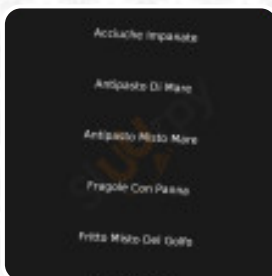 Acciughe Impanate
Antipasto Di Mare
Antipasto Misto Mare
Fragole Con Panna
Fritto Misto Del Golfo